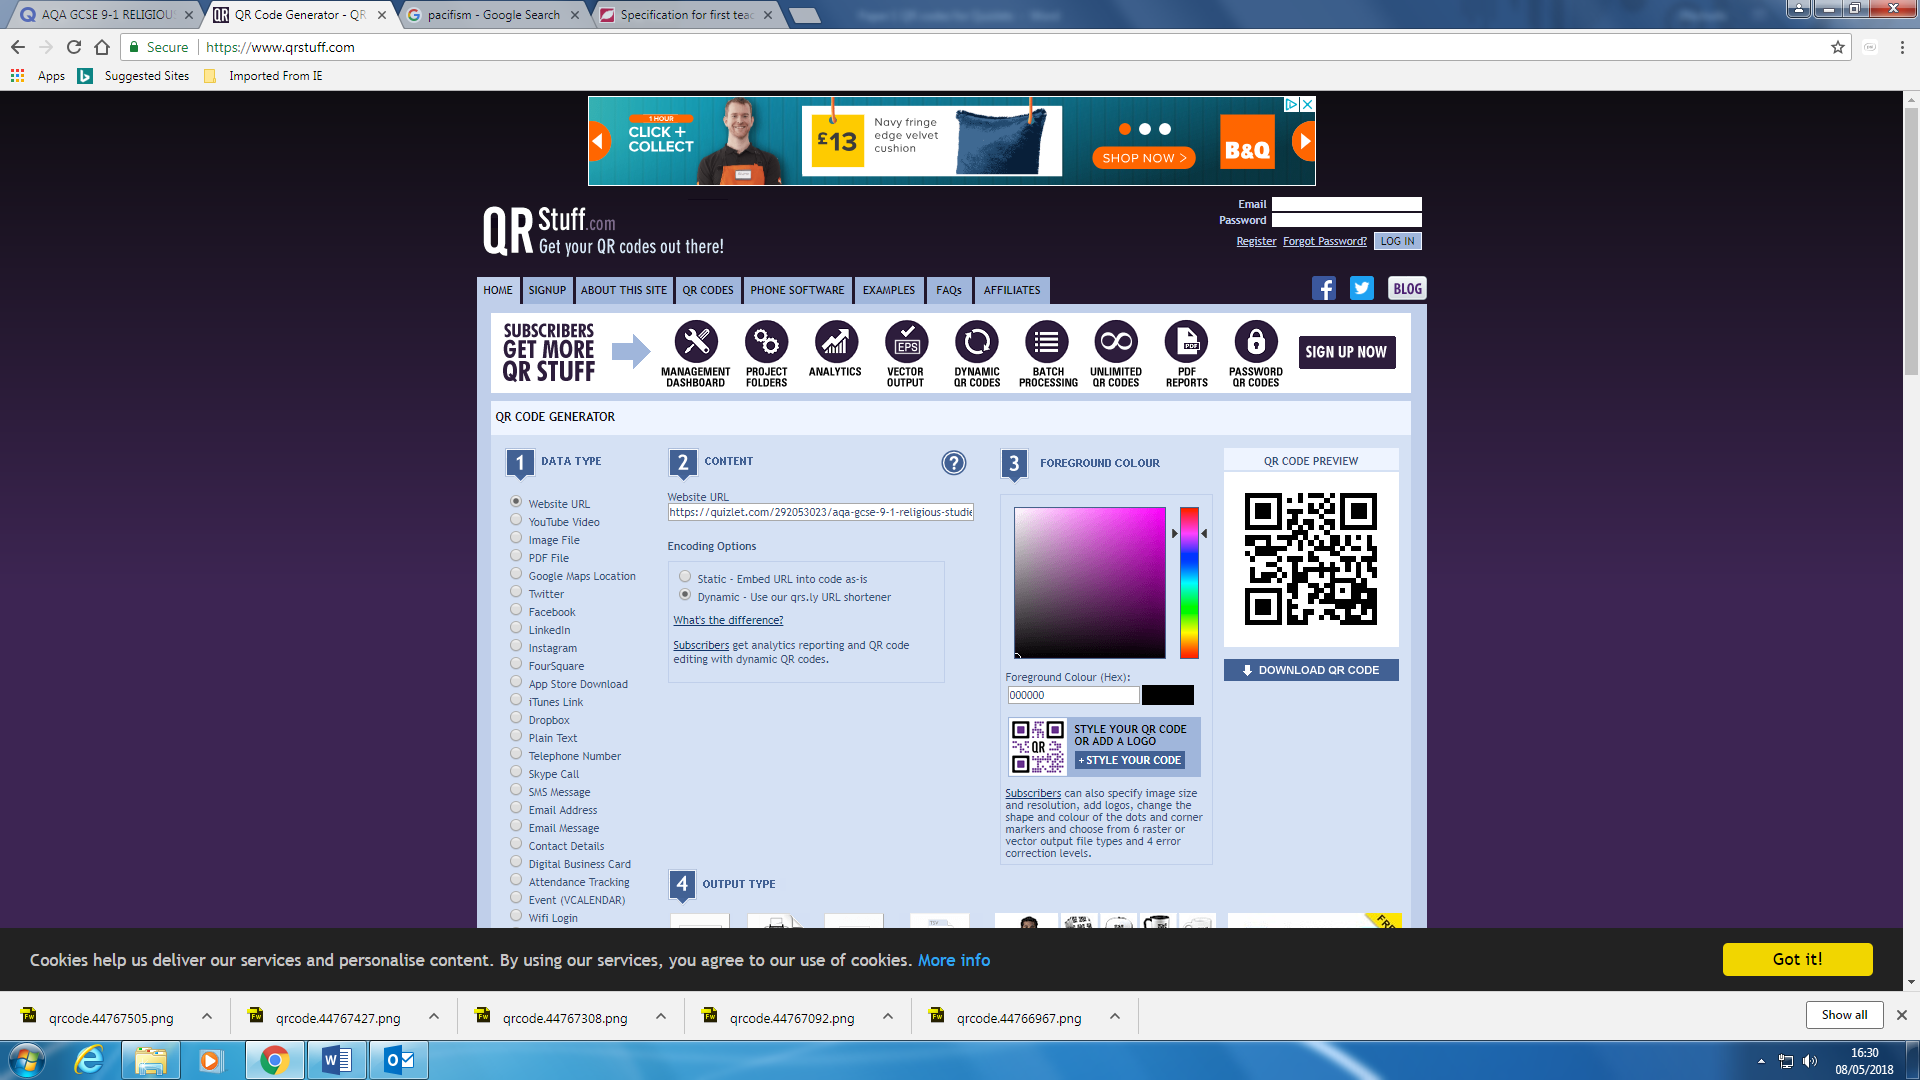 AQA GCSE 9-1 RELIGIOUS
QR Code Generator - QR
pacifism - Google Search
Specification for first teac
Secure
https://www.qrstuff.com
Apps
Suggested Sites
Imported From IE
1 HOUR
CLICK +
COLLECT
£13
Navy fringe
edge velvet
cushion
SHOP NOW >
B&Q
QR Stuff.com
Get your QR codes out there!
Email
Password
Register Forgot Password? LOG IN
HOME SIGNUP ABOUT THIS SITE QR CODES PHONE SOFTWARE EXAMPLES FAQs AFFILIATES
BLOG
SUBSCRIBERS
GET MORE
QR STUFF
MANAGEMENT
DASHBOARD
PROJECT
FOLDERS
ANALYTICS
EPS
VECTOR
OUTPUT
DYNAMIC
QR CODES
BATCH
PROCESSING
UNLIMITED
QR CODES
PDF
PDF
REPORTS
PASSWORD
QR CODES
SIGN UP NOW
QR CODE GENERATOR
1 DATA TYPE
Website URL
YouTube Video
Image File
PDF File
Google Maps Location
Twitter
Facebook
LinkedIn
Instagram
FourSquare
App Store Download
iTunes Link
Dropbox
Plain Text
Telephone Number
Skype Call
SMS Message
Email Address
Email Message
Contact Details
Digital Business Card
Attendance Tracking
Event (VCALENDAR)
Wifi Login
2 CONTENT
?
Website URL
https://quizlet.com/292053023/aqa-gcse-9-1-religious-studie
Encoding Options
Static - Embed URL into code as-is
Dynamic - Use our qrs.ly URL shortener
What's the difference?
Subscribers get analytics reporting and QR code
editing with dynamic QR codes.
3 FOREGROUND COLOUR
Foreground Colour (Hex):
000000
QR
STYLE YOUR QR CODE
OR ADD A LOGO
+ STYLE YOUR CODE
Subscribers can also specify image size
and resolution, add logos, change the
shape and colour of the dots and corner
markers and choose from 6 raster or
vector output file types and 4 error
correction levels.
QR CODE PREVIEW
DOWNLOAD QR CODE
4 OUTPUT TYPE
FRE
Cookies help us deliver our services and personalise content. By using our services, you agree to our use of cookies. More info
Got it!
qrcode.44767505.png
qrcode.44767427.png
qrcode.44767308.png
qrcode.44767092.png
qrcode.44766967.png
Show all
16:30
08/05/2018